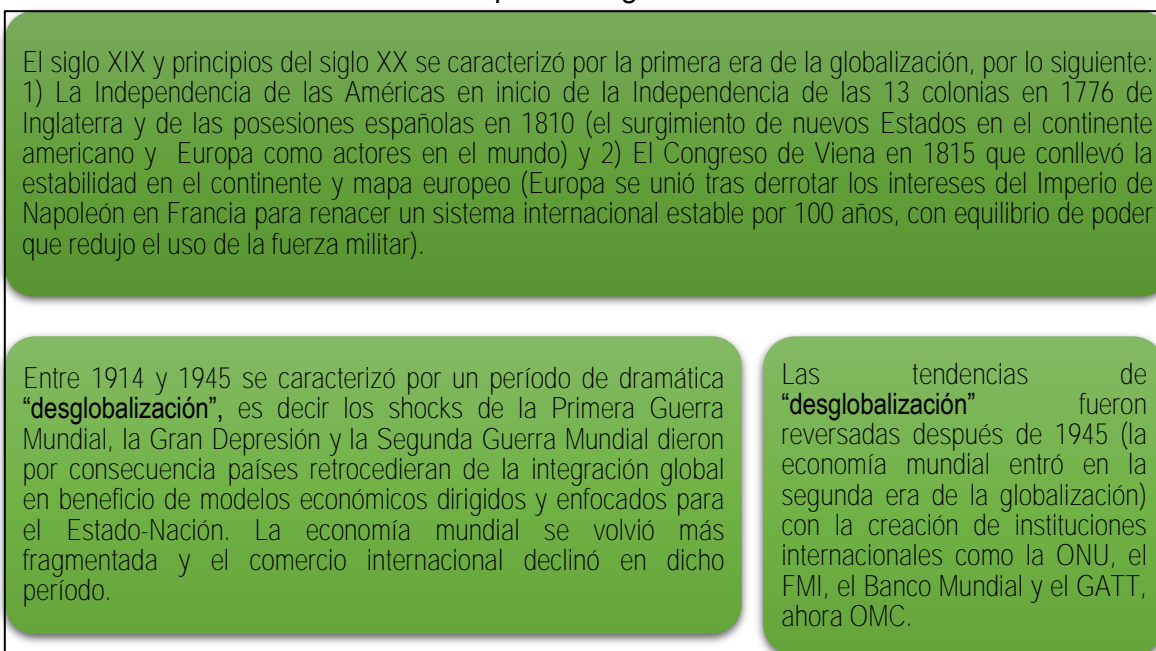 El siglo XIX y principios del siglo XX se caracterizó por la primera era de la globalización, por lo siguiente:
1) La Independencia de las Américas en inicio de la Independencia de las 13 colonias en 1776 de
Inglaterra y de las posesiones españolas en 1810 (el surgimiento de nuevos Estados en el continente
americano y Europa como actores en el mundo) y 2) El Congreso de Viena en 1815 que conllevó la
estabilidad en el continente y mapa europeo (Europa se unió tras derrotar los intereses del Imperio de
Napoleón en Francia para renacer un sistema internacional estable por 100 años, con equilibrio de poder
que redujo el uso de la fuerza militar).
Entre 1914 y 1945 se caracterizó por un período de dramática
“desglobalización”, es decir los shocks de la Primera Guerra
Mundial, la Gran Depresión y la Segunda Guerra Mundial dieron
por consecuencia países retrocedieran de la integración global
en beneficio de modelos económicos dirigidos y enfocados para
el Estado-Nación. La economía mundial se volvió más
fragmentada y el comercio internacional declinó en dicho
período.
Las tendencias de
“desglobalización” fueron
reversadas después de 1945 (la
economía mundial entró en la
segunda era de la globalización)
con la creación de instituciones
internacionales como la ONU, el
FMI, el Banco Mundial y el GATT,
ahora OMC.